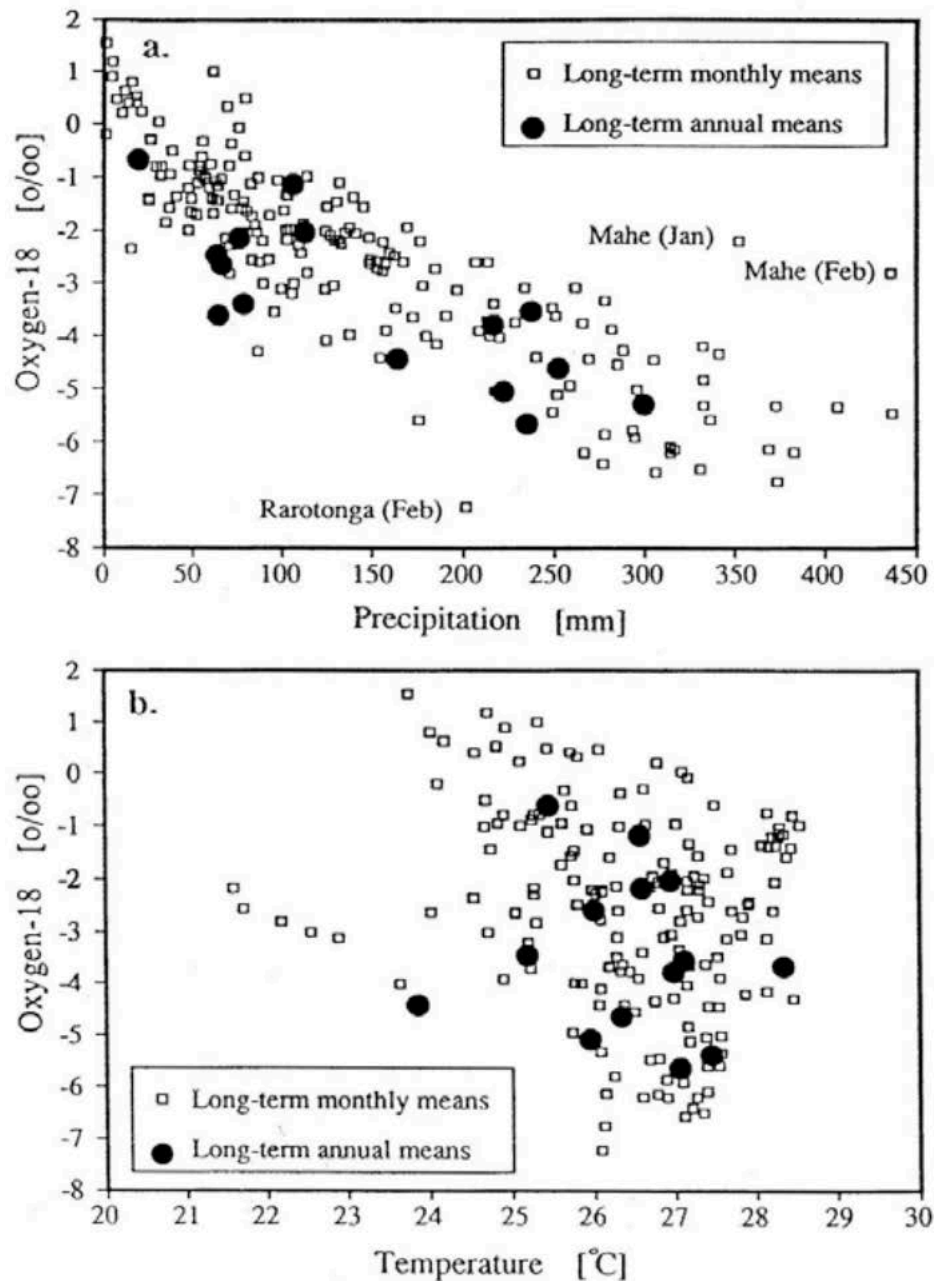 a.
Long-term monthly means
Long-term annual means
2
1
0
-1
-2
-3
-4
-5
-6
-7
-8
Oxygen-18 [o/oo]
Mahe (Jan)
Mahe (Feb)
Rarotonga (Feb)
0 50 100 150 200 250 300 350 400 450
Precipitation [mm]
b.
2
1
0
-1
-2
-3
-4
-5
-6
-7
-8
Oxygen-18 [o/oo]
Long-term monthly means
Long-term annual means
20 21 22 23 24 25 26 27 28 29 30
Temperature [°C]